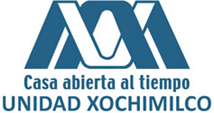 Casa abierta al tiempo
UNIDAD XOCHIMILCO